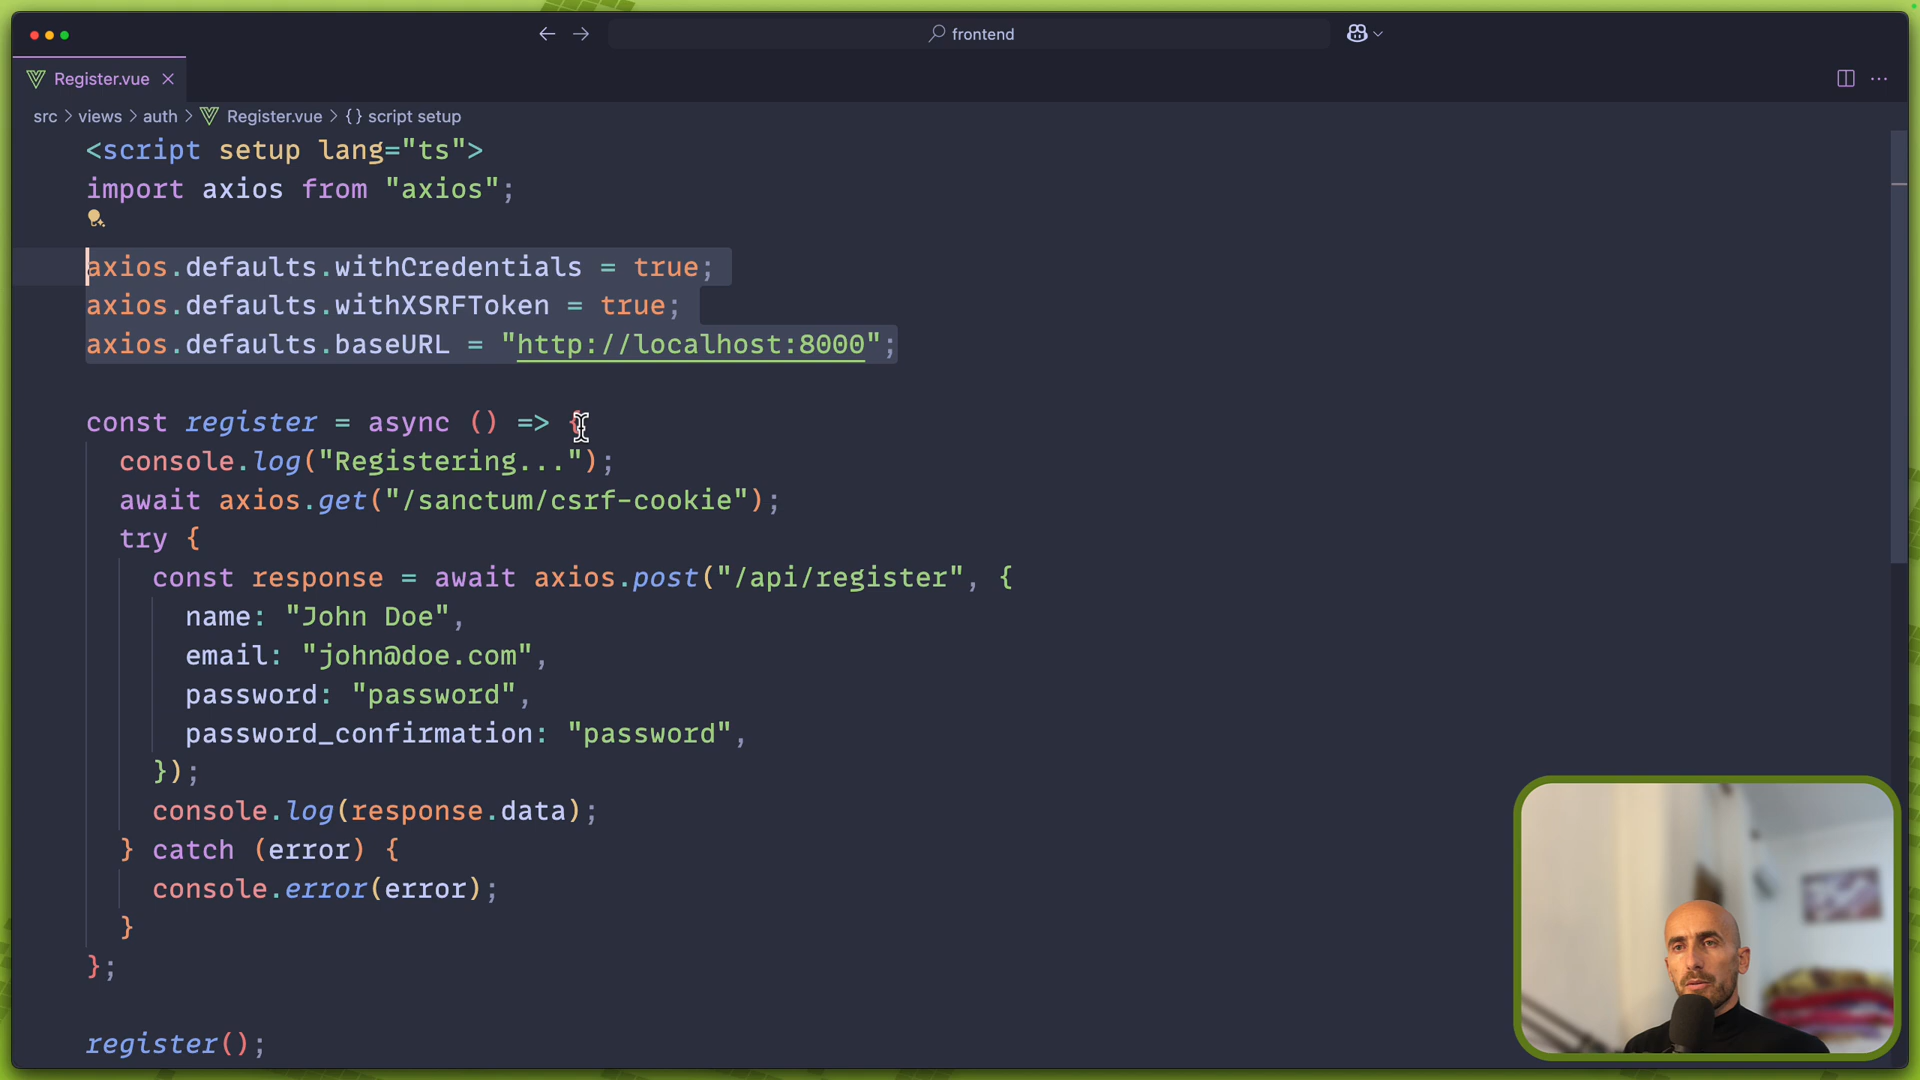 frontend
Register.vue
src > views > auth > Register.vue > {} script setup
<script setup lang="ts">
import axios from "axios";
axios.defaults.withCredentials = true;
axios.defaults.withXSRFToken = true;
axios.defaults.baseURL = "http://localhost:8000";
const register = async () => {
console.log("Registering...");
await axios.get("/sanctum/csrf-cookie");
try {
const response = await axios.post("/api/register", {
name: "John Doe",
email: "john@doe.com",
password: "password",
password_confirmation: "password",
});
console.log(response.data);
} catch (error) {
console.error(error);
}
};
register();